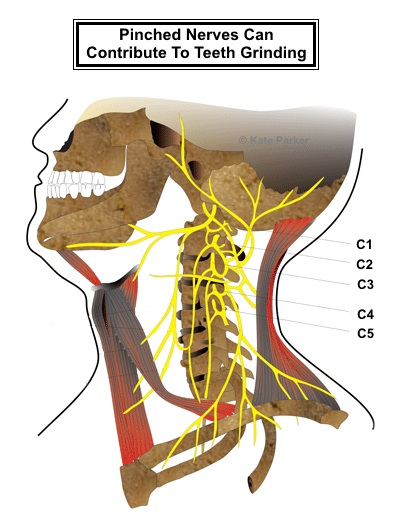 Pinched Nerves Can
Contribute To Teeth Grinding
© Kate Parker
C1
C2
C3
C4
C5